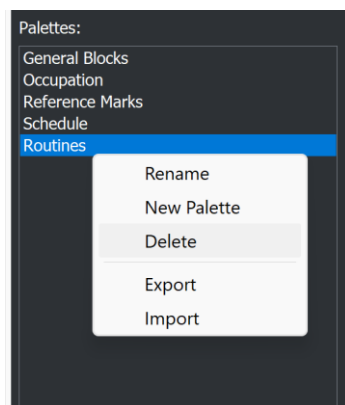 Palettes:
General Blocks
Occupation
Reference Marks
Schedule
Routines
Rename
New Palette
Delete
Export
Import